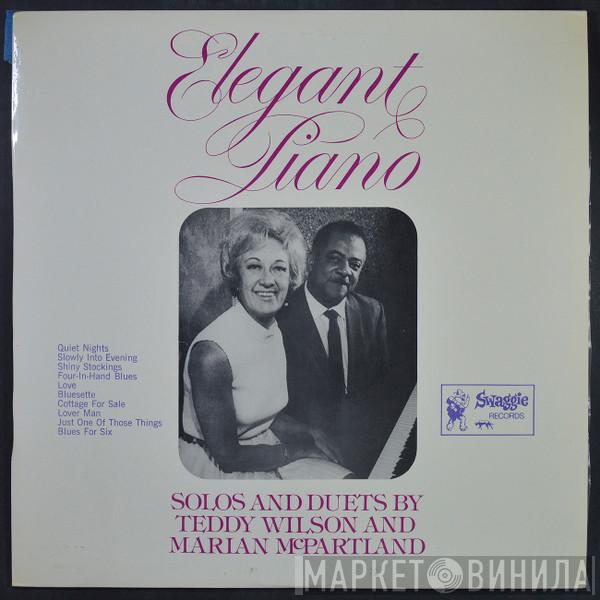 Elegant
Piano
Quiet Nights
Slowly Into Evening
Shiny Stockings
Four-In-Hand Blues
Love
Bluesette
Cottage For Sale
Lover Man
Just One Of Those Things
Blues For Six
Swaggie
RECORDS
SOLOS AND DUETS BY
TEDDY WILSON AND
MARIAN McPARTLAND
МАРКЕТ ВИНИЛА